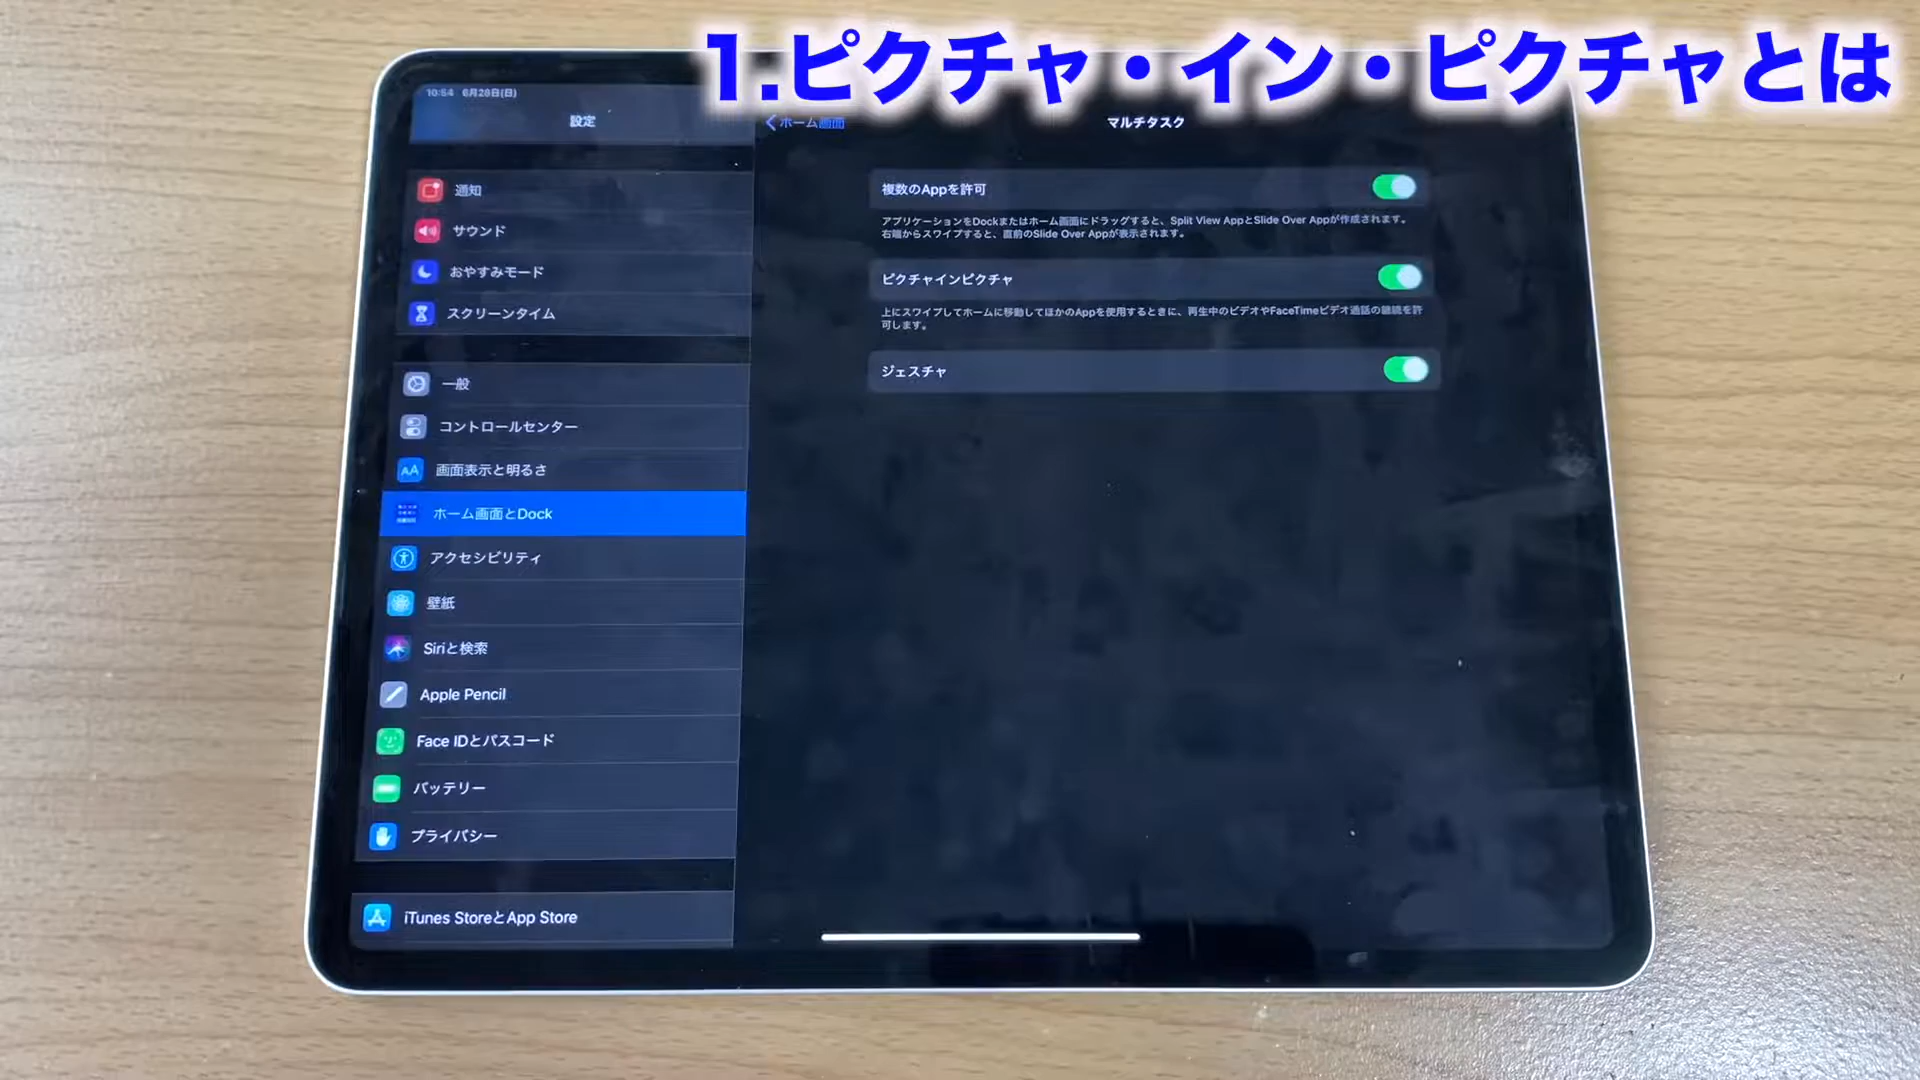 1.ピクチャ・イン・ピクチャとは
10:54 6月28日(日)
設定
通知
サウンド
おやすみモード
スクリーンタイム
一般
コントロールセンター
画面表示と明るさ
ホーム画面とDock
アクセシビリティ
壁紙
Siriと検索
Apple Pencil
Face IDとパスコード
バッテリー
プライバシー
iTunes StoreとApp Store
ホーム画面
マルチタスク
複数のAppを許可
アプリケーションをDockまたはホーム画面にドラッグすると、Split View AppとSlide Over Appが作成されます。
右端からスワイプすると、直前のSlide Over Appが表示されます。
ピクチャインピクチャ
上にスワイプしてホームに移動してほかのAppを使用するときに、再生中のビデオやFaceTimeビデオ通話の継続を許
可します。
ジェスチャ